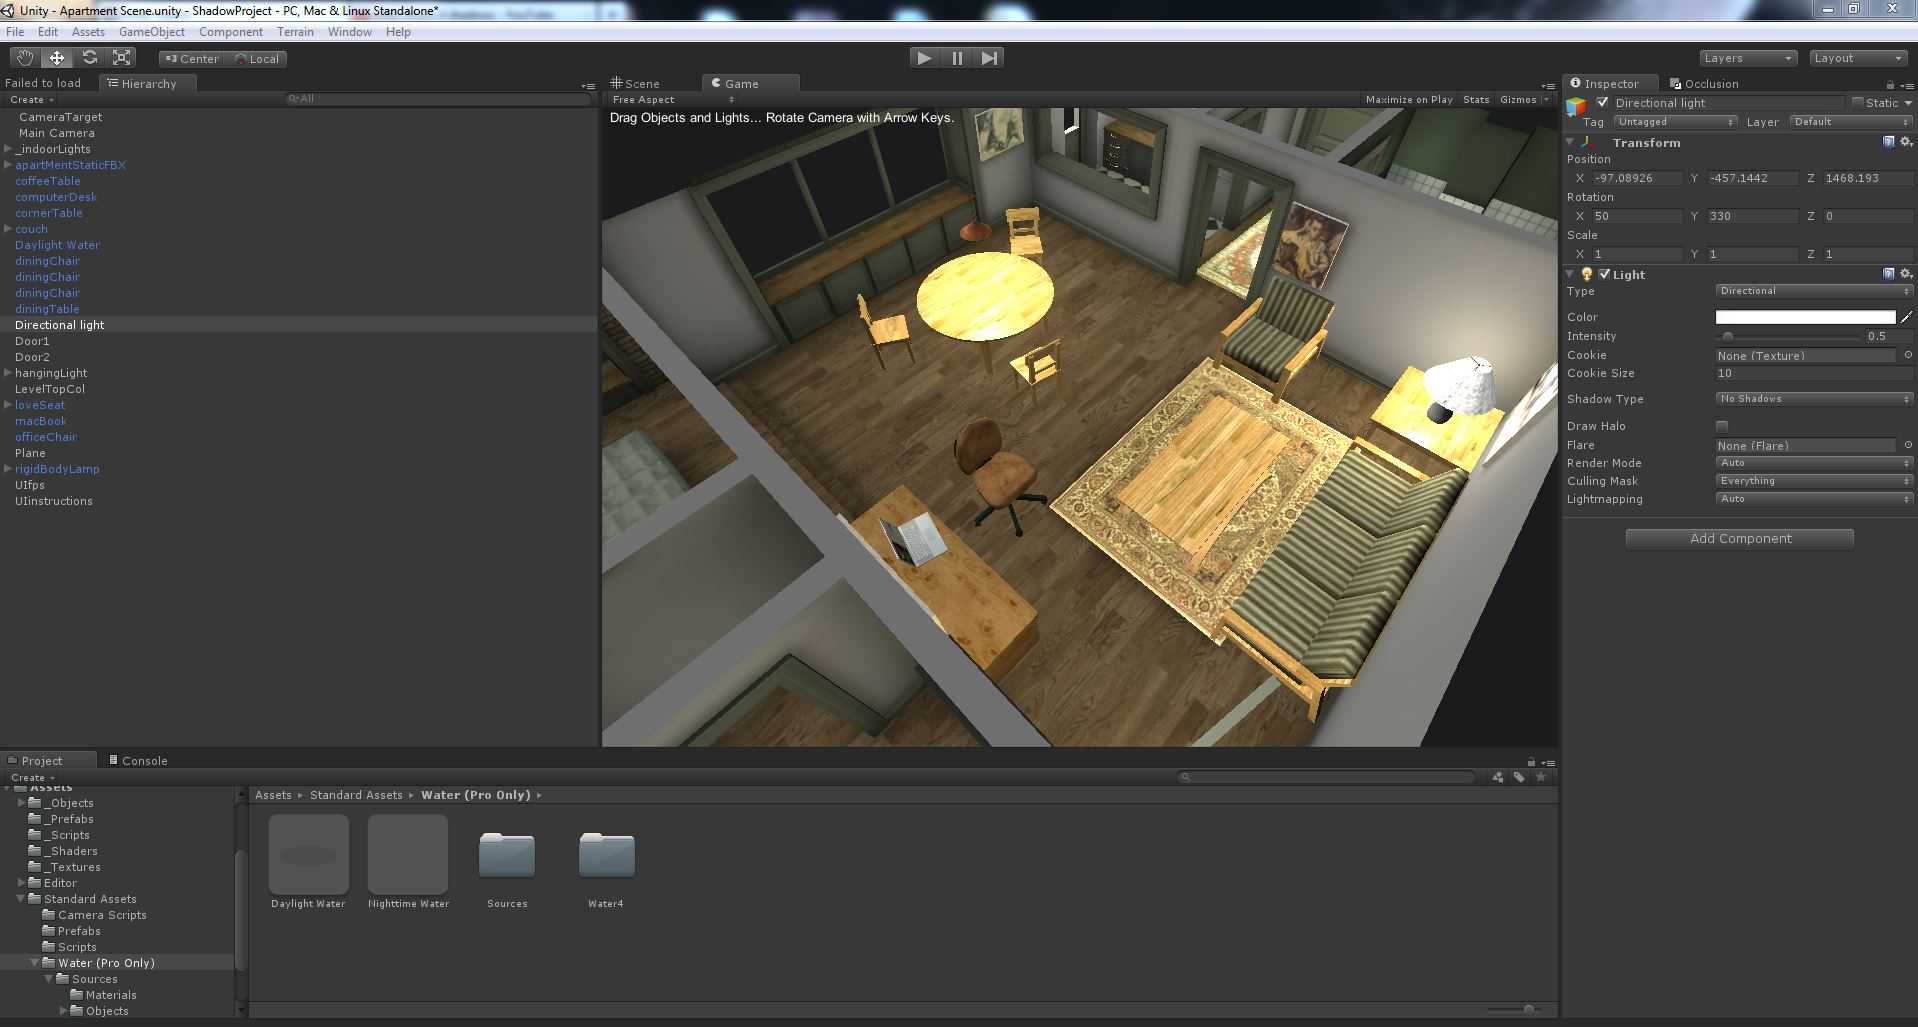 Unity - Apartment Scene.unity - ShadowProject - PC, Mac & Linux Standalone*
File Edit Assets GameObject Component Terrain Window Help
Center Local
Layers Layout
Failed to load Hierarchy
Create All
CameraTarget
Main Camera
_indoorLights
apartMentStaticFBX
coffeeTable
computerDesk
cornerTable
couch
Daylight Water
diningChair
diningChair
diningChair
diningTable
Directional light
Door1
Door2
hangingLight
LevelTopCol
loveSeat
macBook
officeChair
Plane
rigidBodyLamp
UIfps
UIinstructions
Scene Game
Free Aspect Maximize on Play Stats Gizmos
Drag Objects and Lights... Rotate Camera with Arrow Keys.
Inspector Occlusion
Directional light Static
Tag Untagged Layer Default
Transform
Position
X -97.08926 Y -457.1442 Z 1468.193
Rotation
X 50 Y 330 Z 0
Scale
X 1 Y 1 Z 1
Light
Type Directional
Color
Intensity 0.5
Cookie None (Texture)
Cookie Size 10
Shadow Type No Shadows
Draw Halo
Flare None (Flare)
Render Mode Auto
Culling Mask Everything
Lightmapping Auto
Add Component
Project Console
Create
Assets
_Objects
_Prefabs
_Scripts
_Shaders
_Textures
Editor
Standard Assets
Camera Scripts
Prefabs
Scripts
Water (Pro Only)
Sources
Materials
Objects
Assets Standard Assets Water (Pro Only)
Daylight Water Nighttime Water Sources Water4